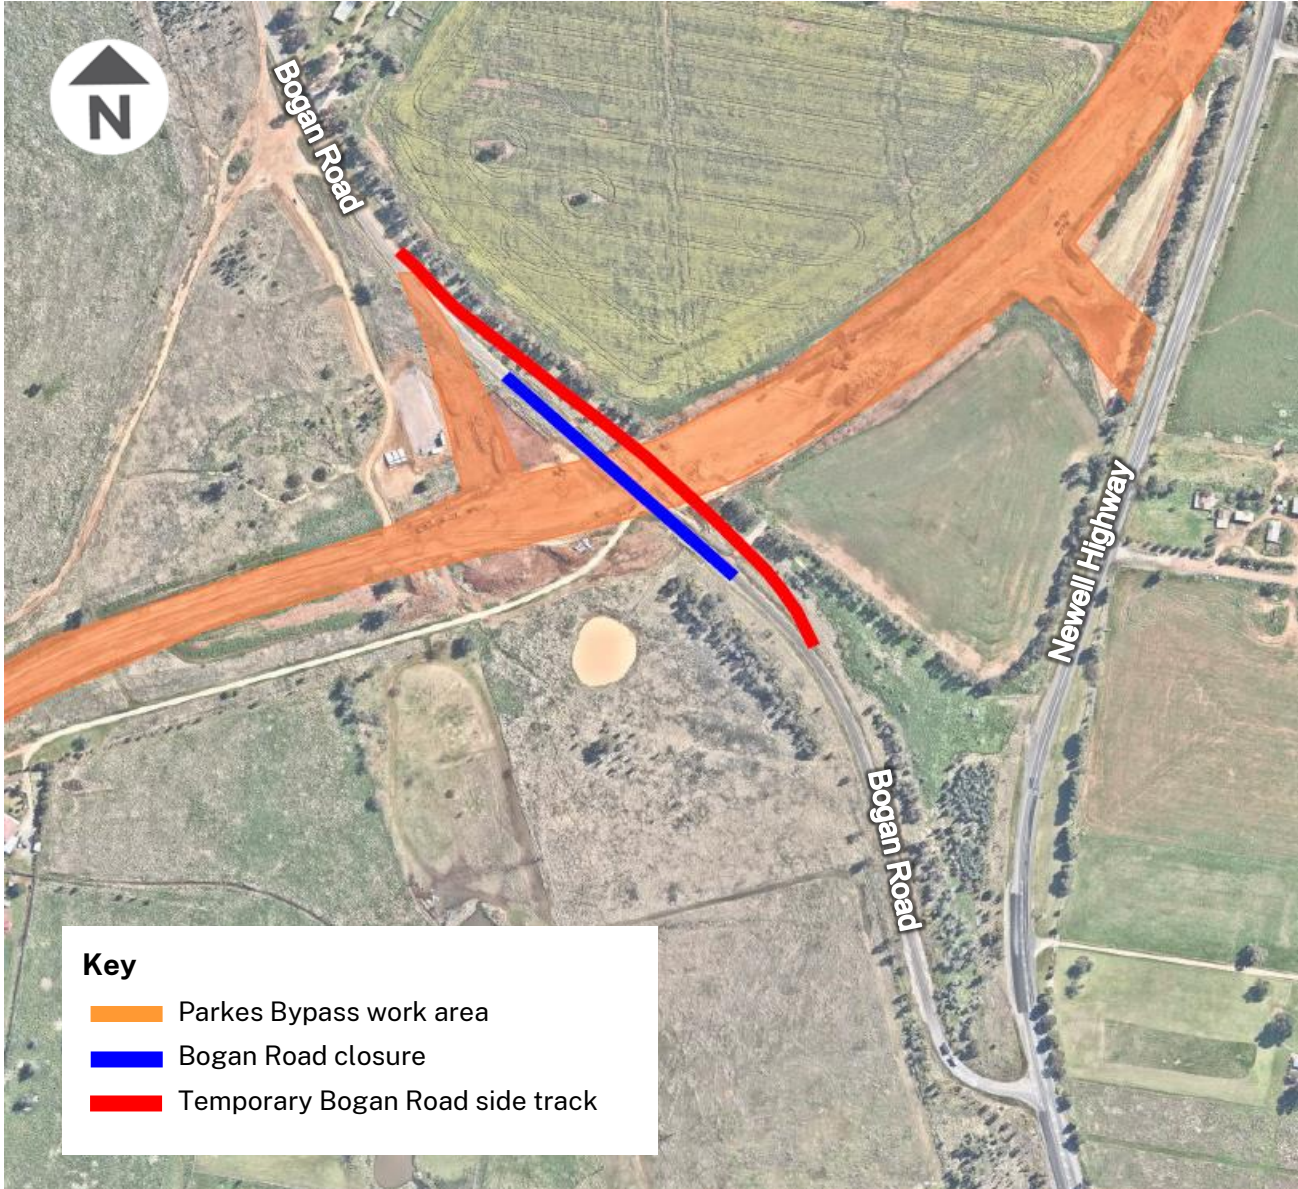 N
Bogan Road
Newell Highway
Bogan Road
Key
Parkes Bypass work area
Bogan Road closure
Temporary Bogan Road side track